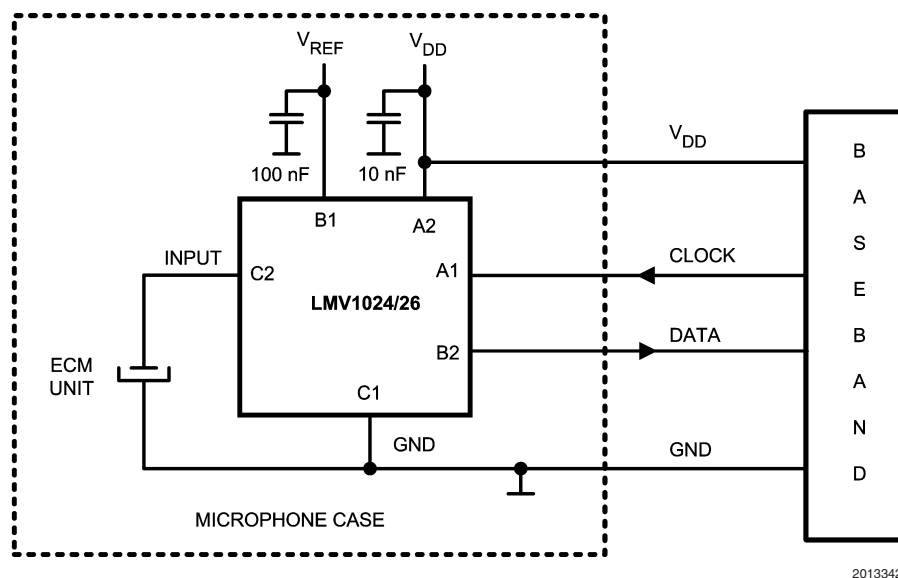 VREF
VDD
100 nF
10 nF
VDD
B1
A2
INPUT
C2
A1
CLOCK
LMV1024/26
B2
DATA
ECM
UNIT
C1
GND
GND
MICROPHONE CASE
B
A
S
E
B
A
N
D
2013342